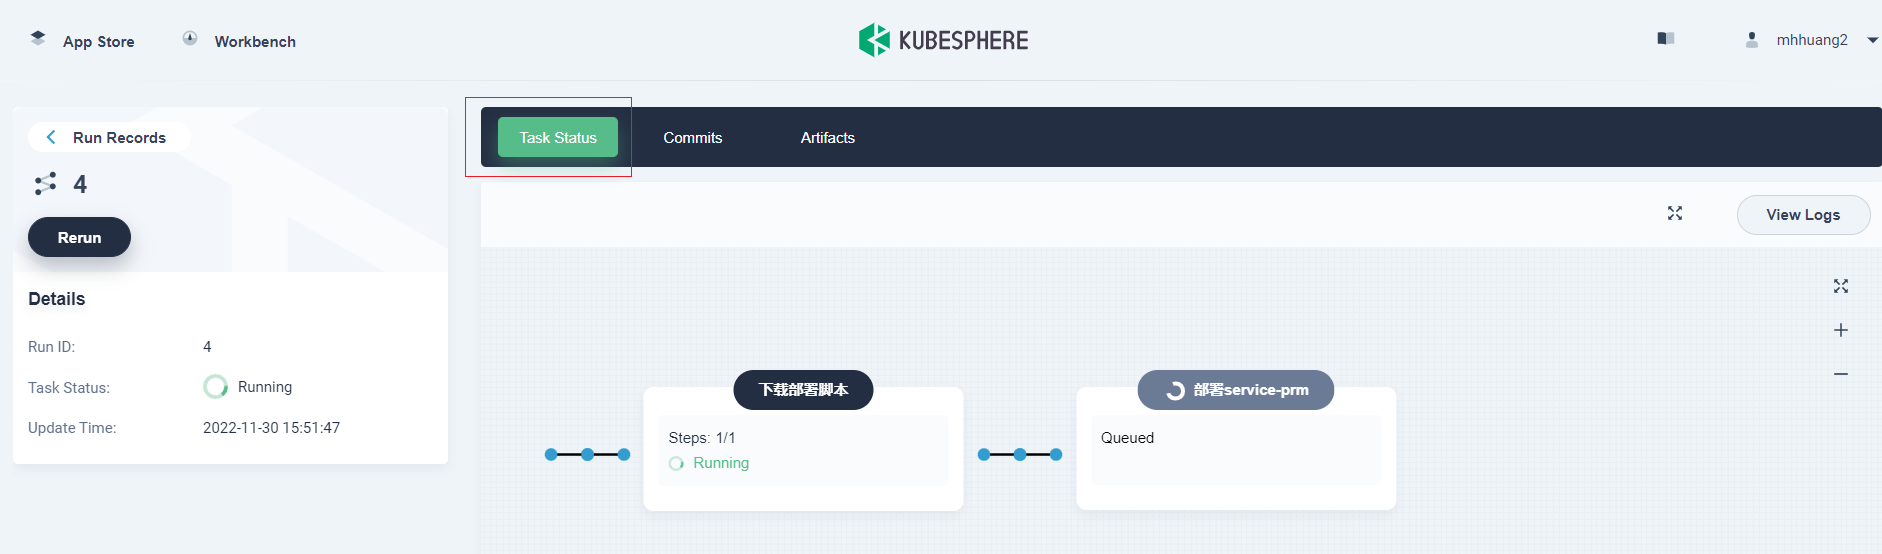 App Store
Workbench
KUBESPHERE
mhhuang2
Run Records
4
Rerun
Details
Run ID: 4
Task Status: Running
Update Time: 2022-11-30 15:51:47
Task Status
Commits
Artifacts
View Logs
下载部署脚本
Steps: 1/1
Running
部署service-prm
Queued